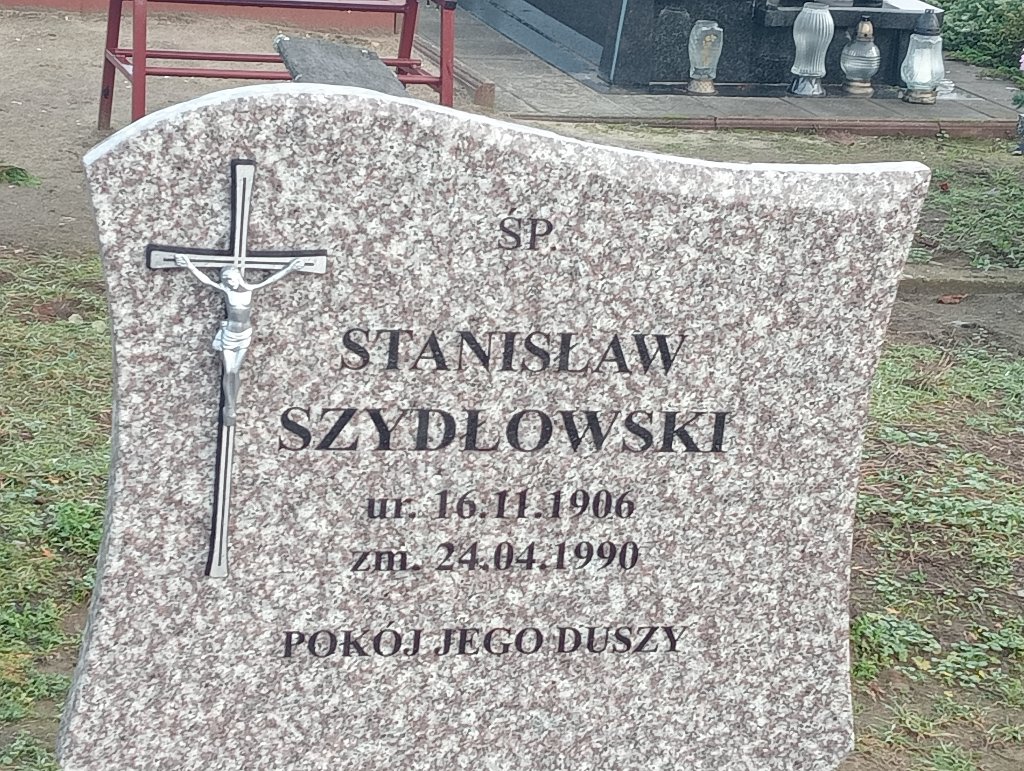 ŚP.
STANISŁAW
SZYDŁOWSKI
ur. 16.11.1906
zm. 24.04.1990
POKÓJ JEGO DUSZY